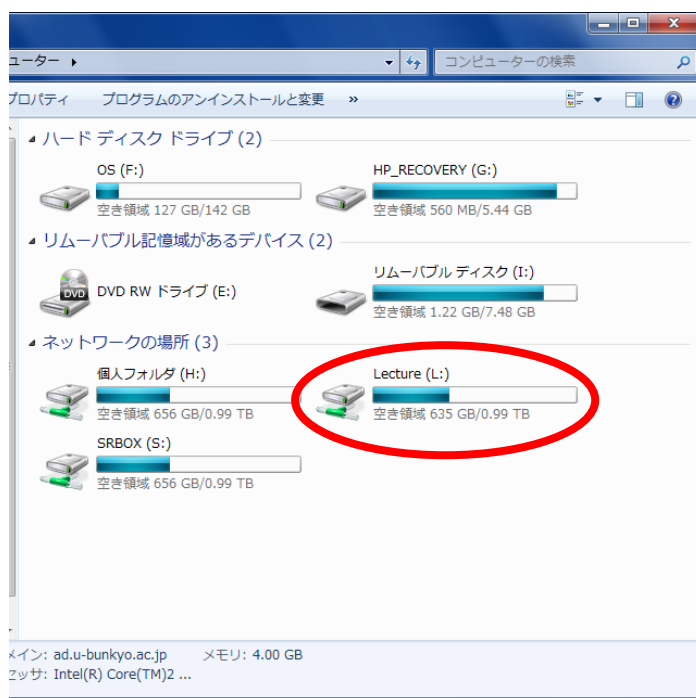 ューター ▸
コンピューターの検索
プロパティ プログラムのアンインストールと変更 »
ハード ディスク ドライブ (2)
OS (F:)
空き領域 127 GB/142 GB
HP_RECOVERY (G:)
空き領域 560 MB/5.44 GB
リムーバブル記憶域があるデバイス (2)
DVD
DVD RW ドライブ (E:)
リムーバブル ディスク (I:)
空き領域 1.22 GB/7.48 GB
ネットワークの場所 (3)
個人フォルダ (H:)
空き領域 656 GB/0.99 TB
Lecture (L:)
空き領域 635 GB/0.99 TB
SRBOX (S:)
空き領域 656 GB/0.99 TB
メイン: ad.u-bunkyo.ac.jp メモリ: 4.00 GB
セッサ: Intel(R) Core(TM)2 ...